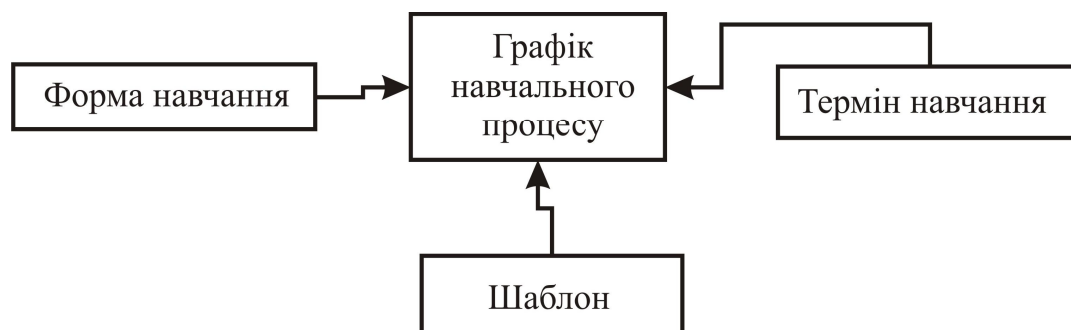 Форма навчання
Графік
навчального
процесу
Термін навчання
Шаблон